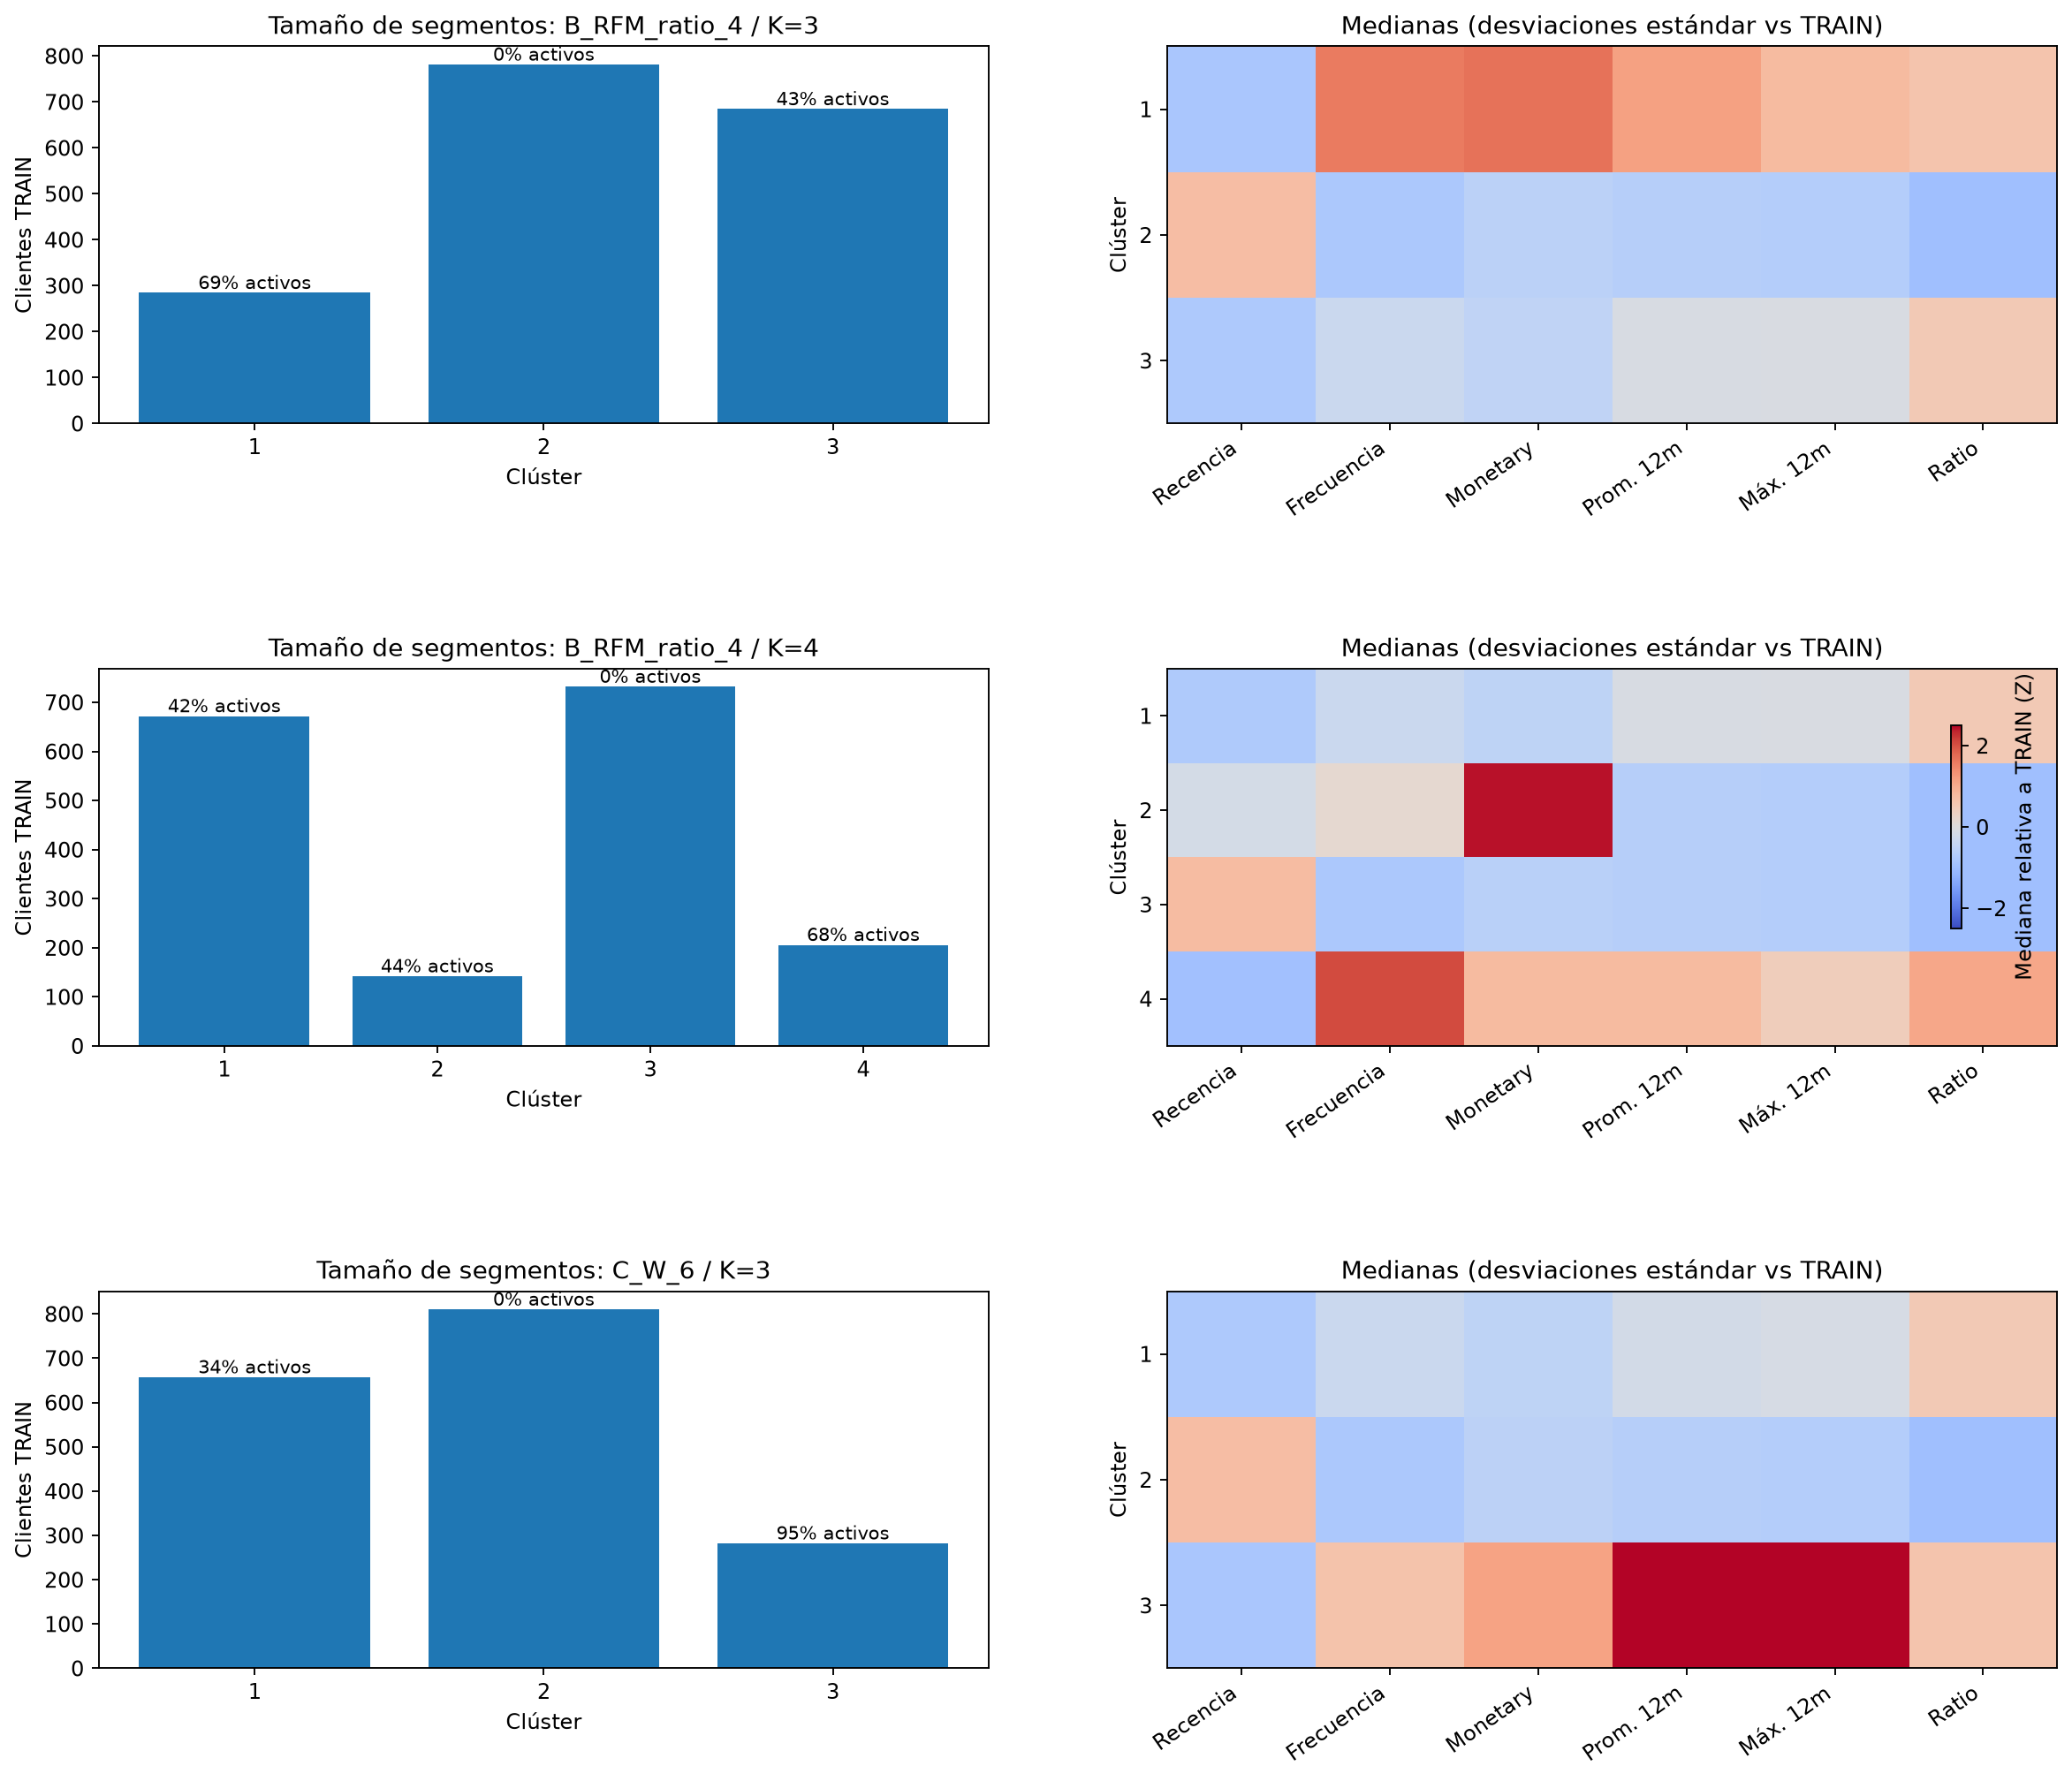 Tamaño de segmentos: B_RFM_ratio_4 / K=3
Clientes TRAIN
800
700
600
500
400
300
200
100
0
69% activos
0% activos
43% activos
1 2 3
Clúster
Medianas (desviaciones estándar vs TRAIN)
Clúster
1
2
3
Recencia Frecuencia Monetary Prom. 12m Máx. 12m Ratio
Tamaño de segmentos: B_RFM_ratio_4 / K=4
Clientes TRAIN
700
600
500
400
300
200
100
0
42% activos
44% activos
0% activos
68% activos
1 2 3 4
Clúster
Medianas (desviaciones estándar vs TRAIN)
Clúster
1
2
3
4
Recencia Frecuencia Monetary Prom. 12m Máx. 12m Ratio
2
0
−2
Mediana relativa a TRAIN (Z)
Tamaño de segmentos: C_W_6 / K=3
Clientes TRAIN
800
700
600
500
400
300
200
100
0
34% activos
0% activos
95% activos
1 2 3
Clúster
Medianas (desviaciones estándar vs TRAIN)
Clúster
1
2
3
Recencia Frecuencia Monetary Prom. 12m Máx. 12m Ratio